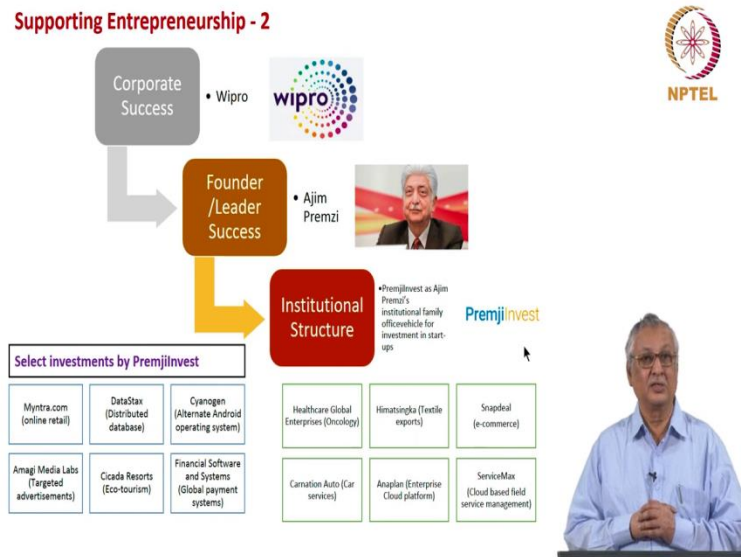 Supporting Entrepreneurship - 2
NPTEL
Corporate
Success
• Wipro
wipro
Founder
/Leader
Success
• Ajim
Premzi
Institutional
Structure
•PremjiInvest as Ajim
Premzi's
institutional family
officevehicle for
investment in start-
ups
PremjiInvest
Select investments by PremjiInvest
Myntra.com
(online retail)
DataStax
(Distributed
database)
Cyanogen
(Alternate Android
operating system)
Healthcare Global
Enterprises (Oncology)
Himatsingka (Textile
exports)
Snapdeal
(e-commerce)
Amagi Media Labs
(Targeted
advertisements)
Cicada Resorts
(Eco-tourism)
Financial Software
and Systems
(Global payment
systems)
Carnation Auto (Car
services)
Anaplan (Enterprise
Cloud platform)
ServiceMax
(Cloud based field
service management)